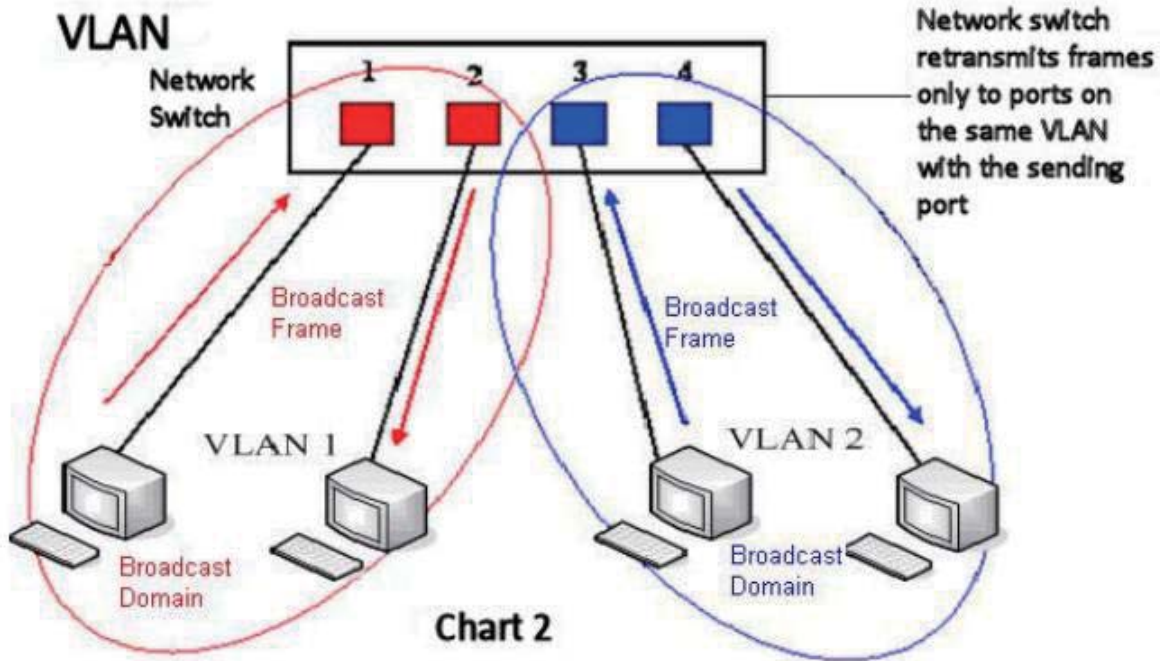 VLAN
Network
Switch
1 2 3 4
Network switch
retransmits frames
only to ports on
the same VLAN
with the sending
port
Broadcast
Frame
Broadcast
Frame
VLAN 1
VLAN 2
Broadcast
Domain
Broadcast
Domain
Chart 2